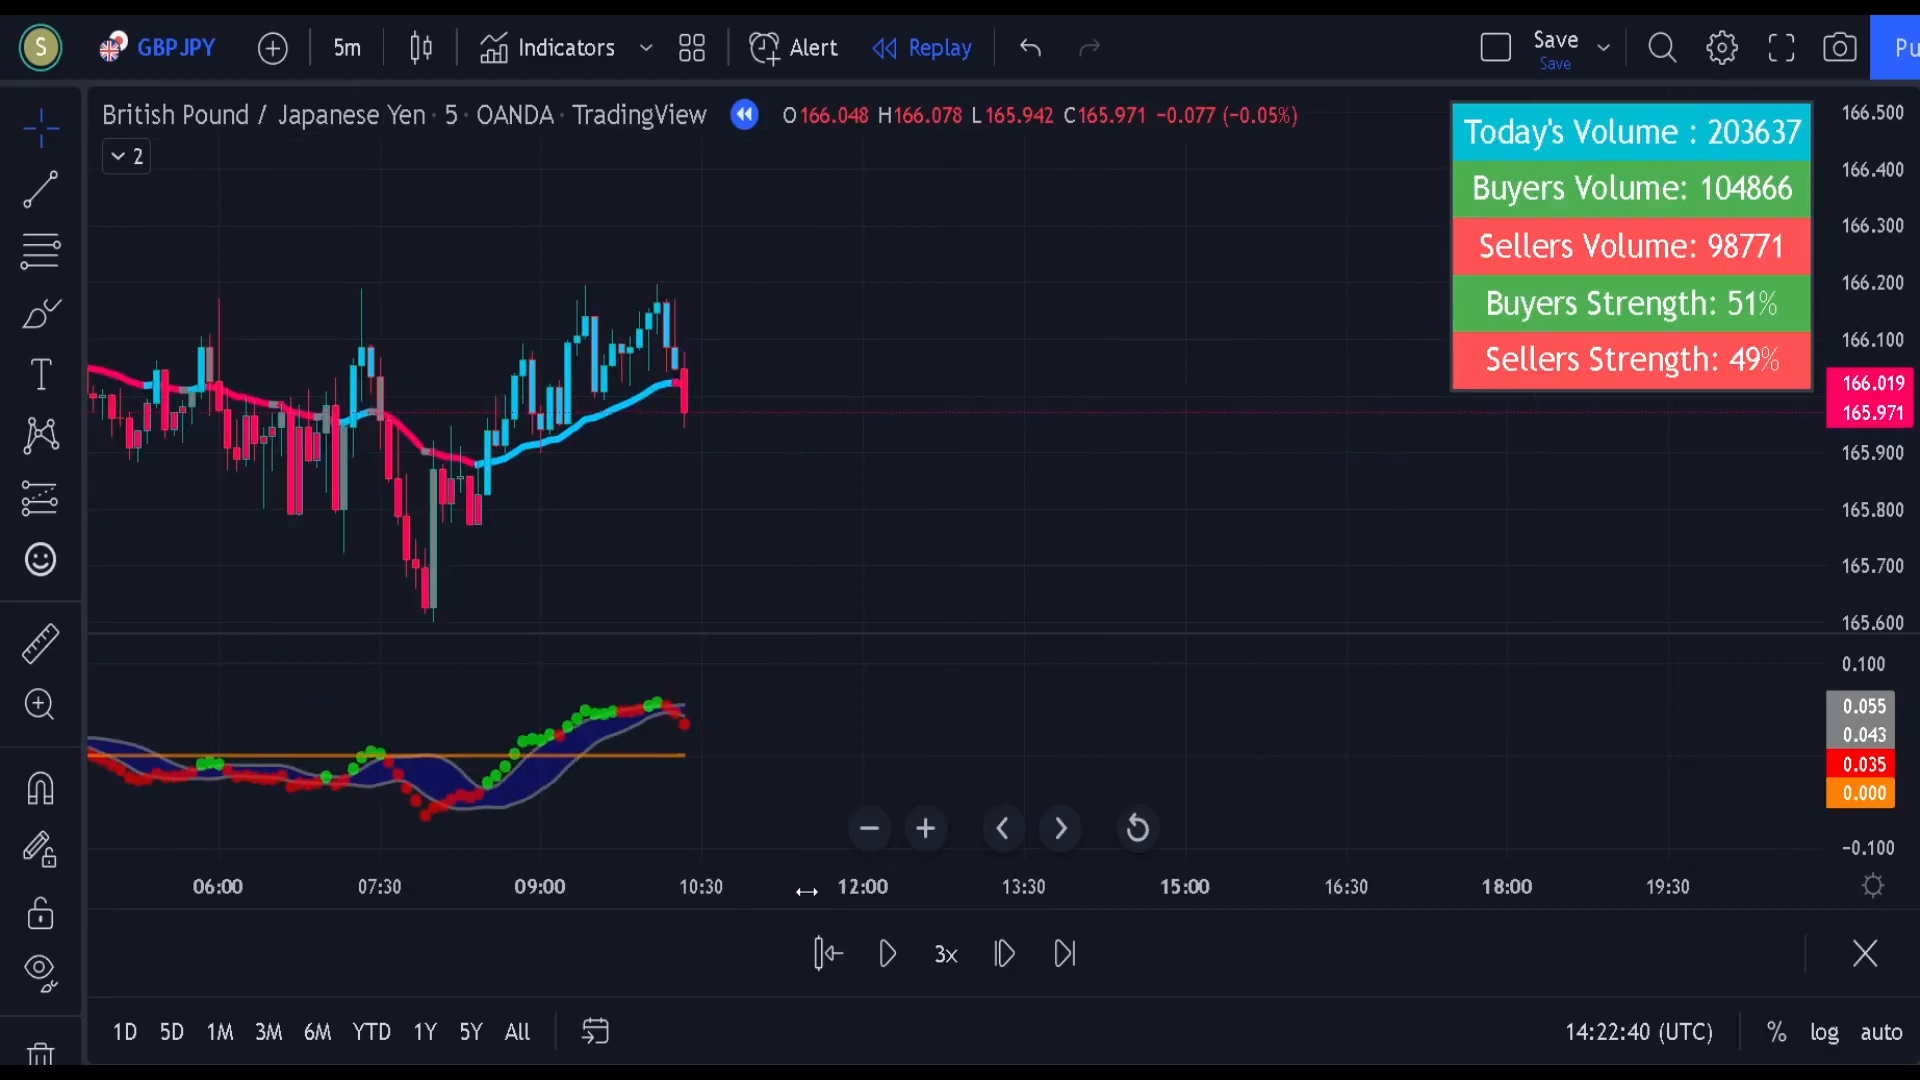 S GBPJPY 5m Indicators Alert Replay Save Pu
Save
British Pound / Japanese Yen · 5 · OANDA · TradingView O166.048 H166.078 L165.942 C165.971 −0.077 (−0.05%)
2
Today's Volume : 203637
Buyers Volume: 104866
Sellers Volume: 98771
Buyers Strength: 51%
Sellers Strength: 49%
166.500
166.400
166.300
166.200
166.100
166.019
165.971
165.900
165.800
165.700
165.600
0.100
0.055
0.043
0.035
0.000
−0.100
06:00 07:30 09:00 10:30 12:00 13:30 15:00 16:30 18:00 19:30
3x
1D 5D 1M 3M 6M YTD 1Y 5Y All 14:22:40 (UTC) % log auto